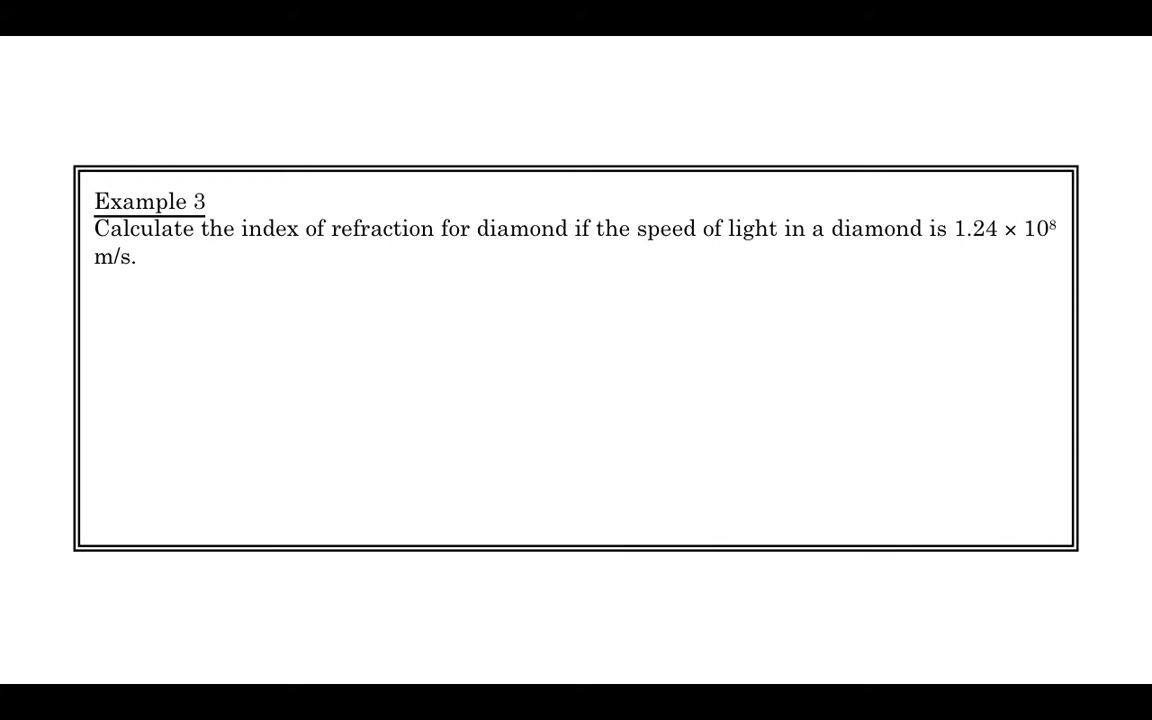 Example 3
Calculate the index of refraction for diamond if the speed of light in a diamond is 1.24 × 10⁸
m/s.